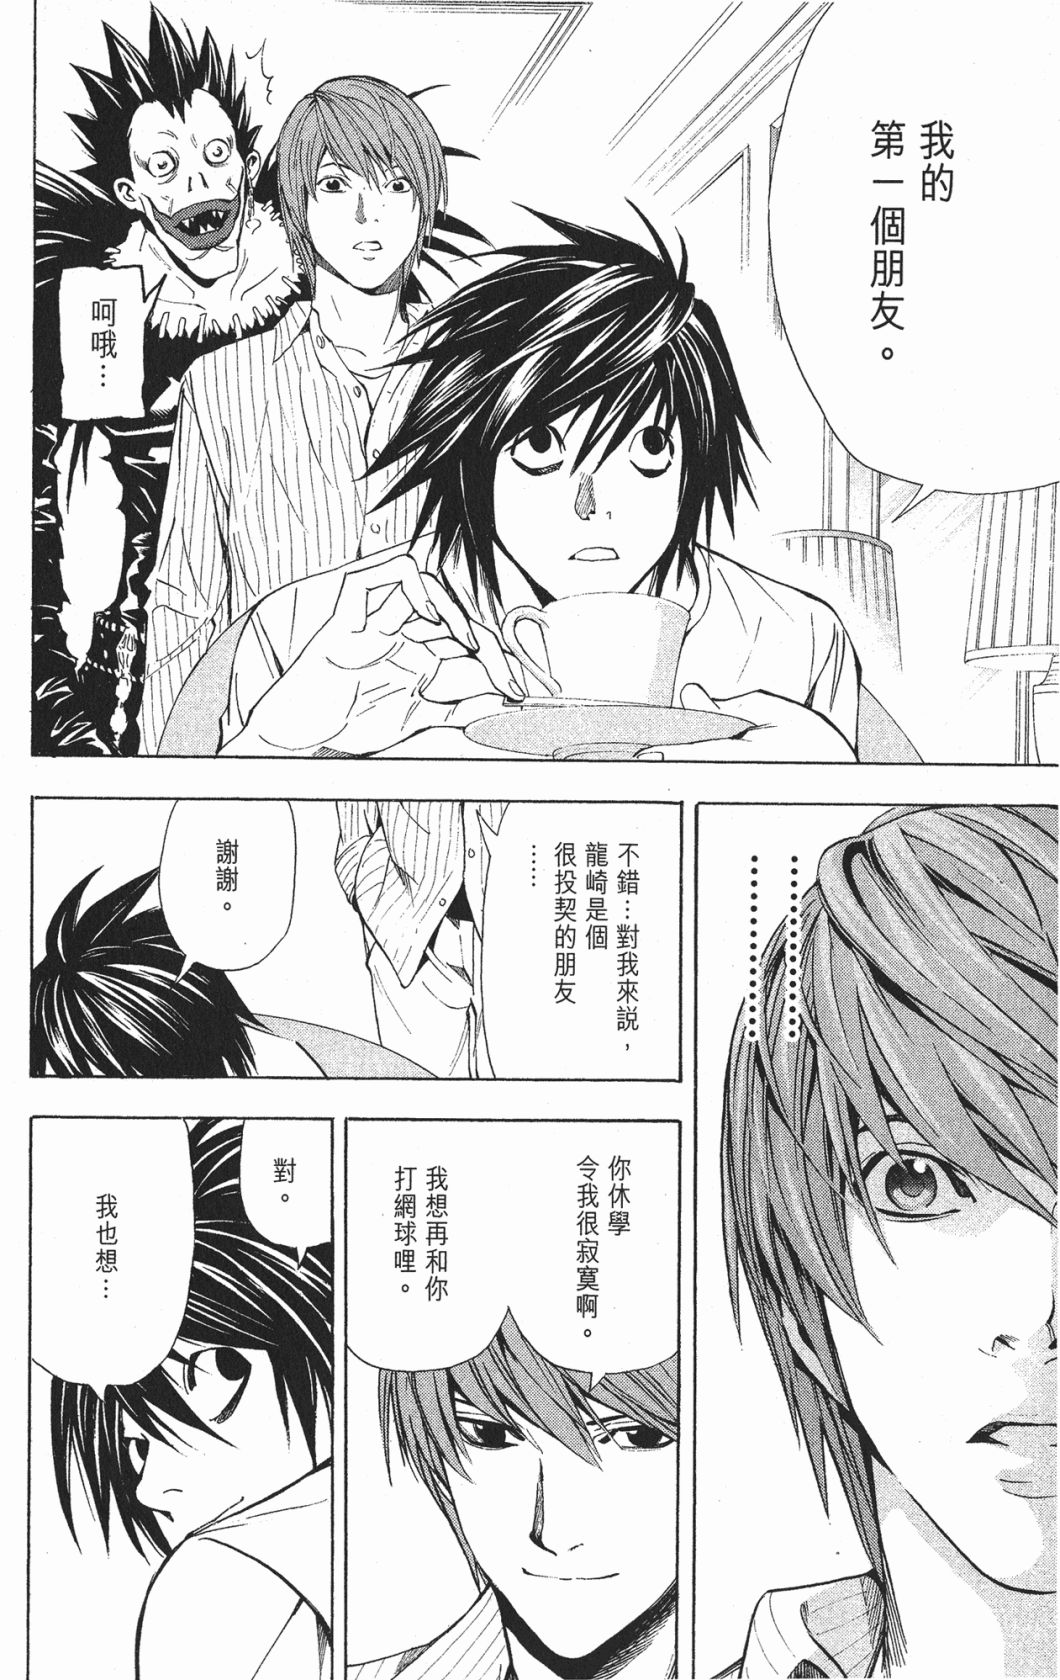 我的
第一個朋友。
呵哦…
…………
…………
不錯…對我來說，
龍崎是個
很投契的朋友
……
謝謝。
你休學
令我很寂寞啊。
我想再和你
打網球哩。
對。
我也想…